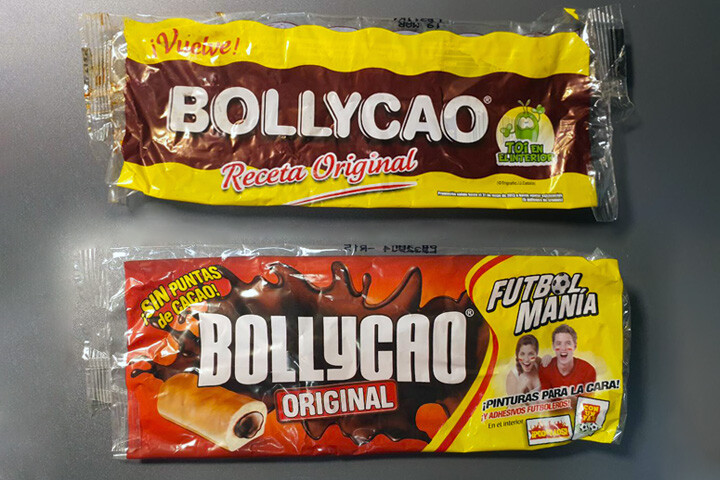 ¡Vuelve!
BOLLYCAO®
TOi EN
EL INTERIOR
Receta Original
¡SIN PUNTAS
de CACAO!
BOLLYCAO®
ORIGINAL
FUTBOL
MANÍA
¡PINTURAS PARA LA CARA!
¡Y ADHESIVOS FUTBOLEROS!
En el interior